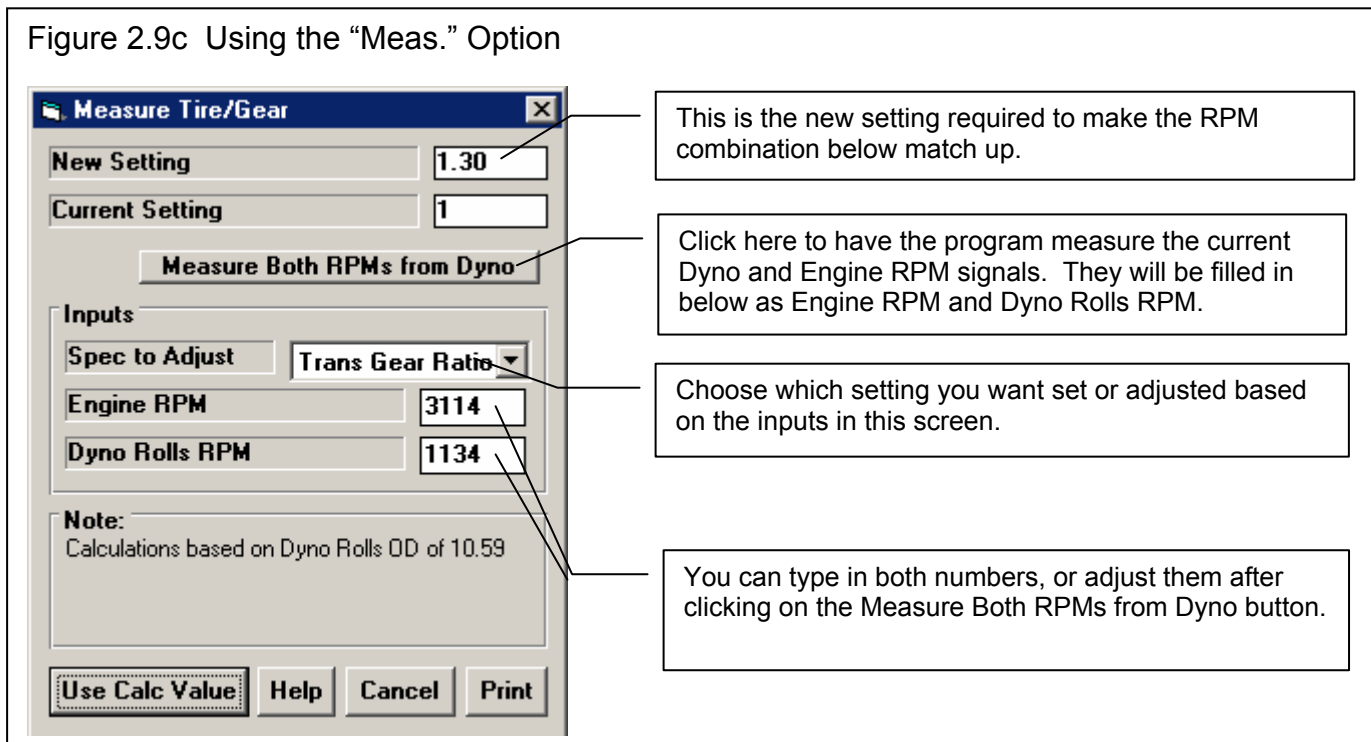 Figure 2.9c Using the “Meas.” Option
Measure Tire/Gear
New Setting 1.30
Current Setting 1
Measure Both RPMs from Dyno
Inputs
Spec to Adjust Trans Gear Ratio
Engine RPM 3114
Dyno Rolls RPM 1134
Note:
Calculations based on Dyno Rolls OD of 10.59
Use Calc Value Help Cancel Print
This is the new setting required to make the RPM
combination below match up.
Click here to have the program measure the current
Dyno and Engine RPM signals. They will be filled in
below as Engine RPM and Dyno Rolls RPM.
Choose which setting you want set or adjusted based
on the inputs in this screen.
You can type in both numbers, or adjust them after
clicking on the Measure Both RPMs from Dyno button.